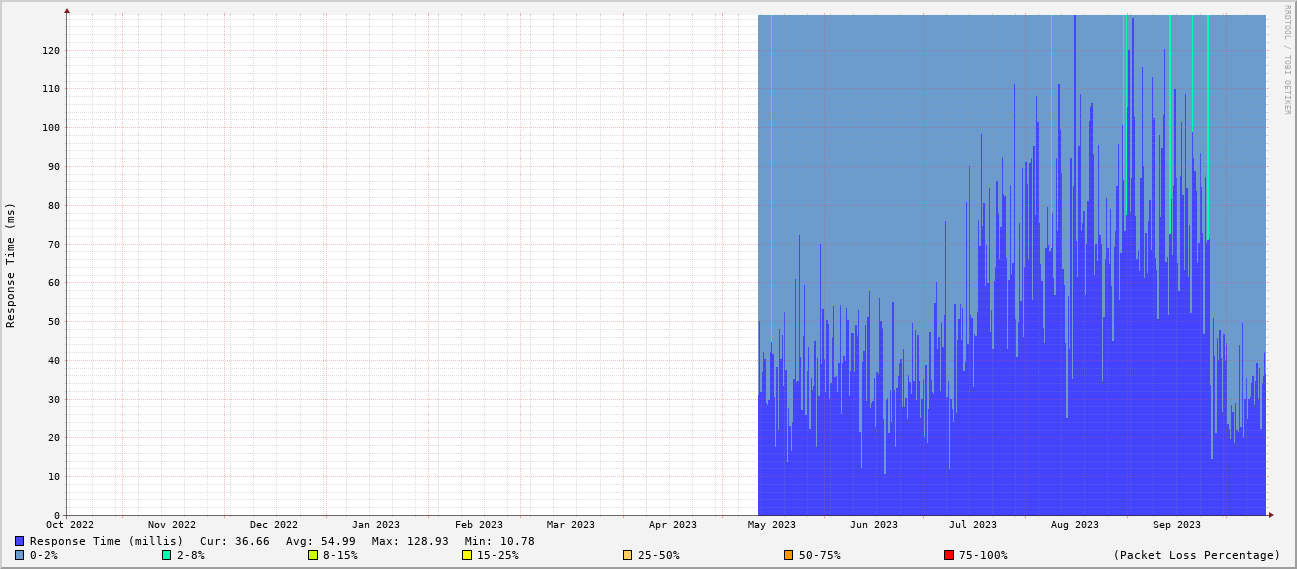 RRDTOOL / TOBI OETIKER
Response Time (ms)
120
110
100
90
80
70
60
50
40
30
20
10
0
Oct 2022 Nov 2022 Dec 2022 Jan 2023 Feb 2023 Mar 2023 Apr 2023 May 2023 Jun 2023 Jul 2023 Aug 2023 Sep 2023
Response Time (millis) Cur: 36.66 Avg: 54.99 Max: 128.93 Min: 10.78
0-2% 2-8% 8-15% 15-25% 25-50% 50-75% 75-100% (Packet Loss Percentage)